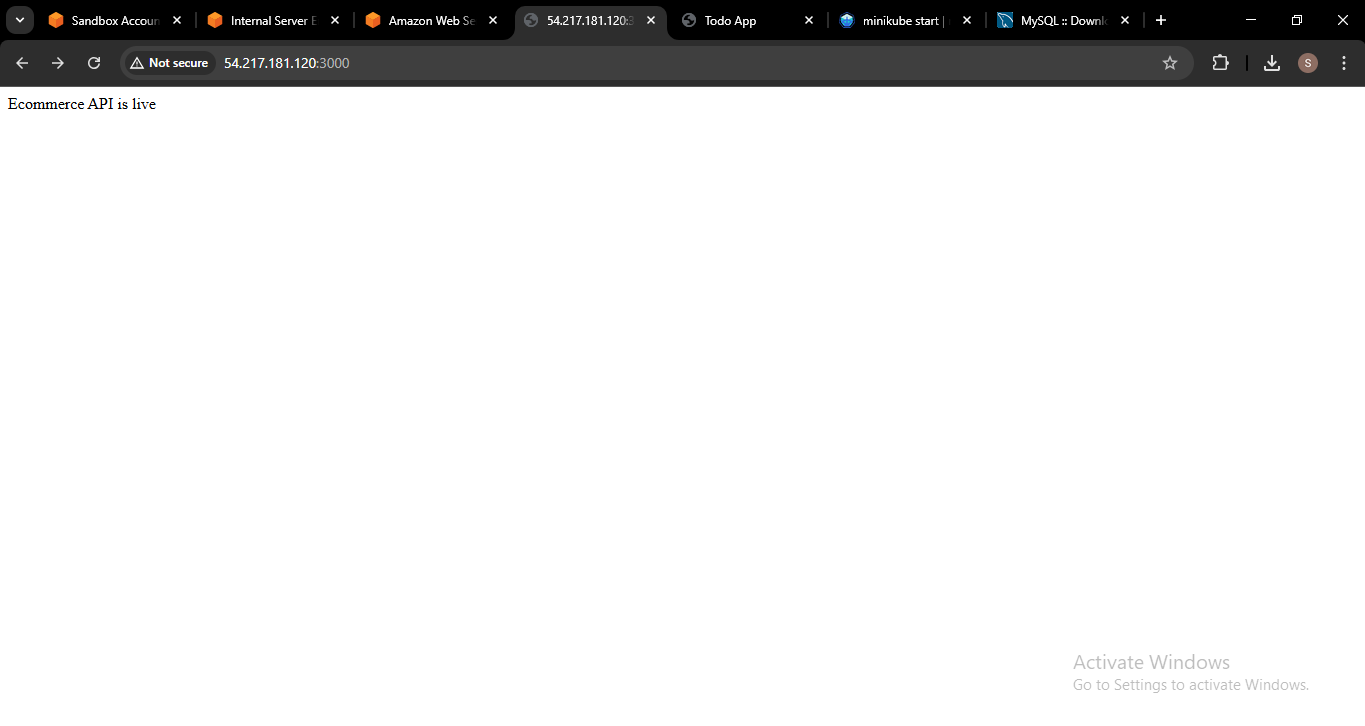 Sandbox Accoun
Internal Server E
Amazon Web Se
54.217.181.120:3
Todo App
minikube start |
MySQL :: Downl
Not secure
54.217.181.120:3000
S
Ecommerce API is live
Activate Windows
Go to Settings to activate Windows.